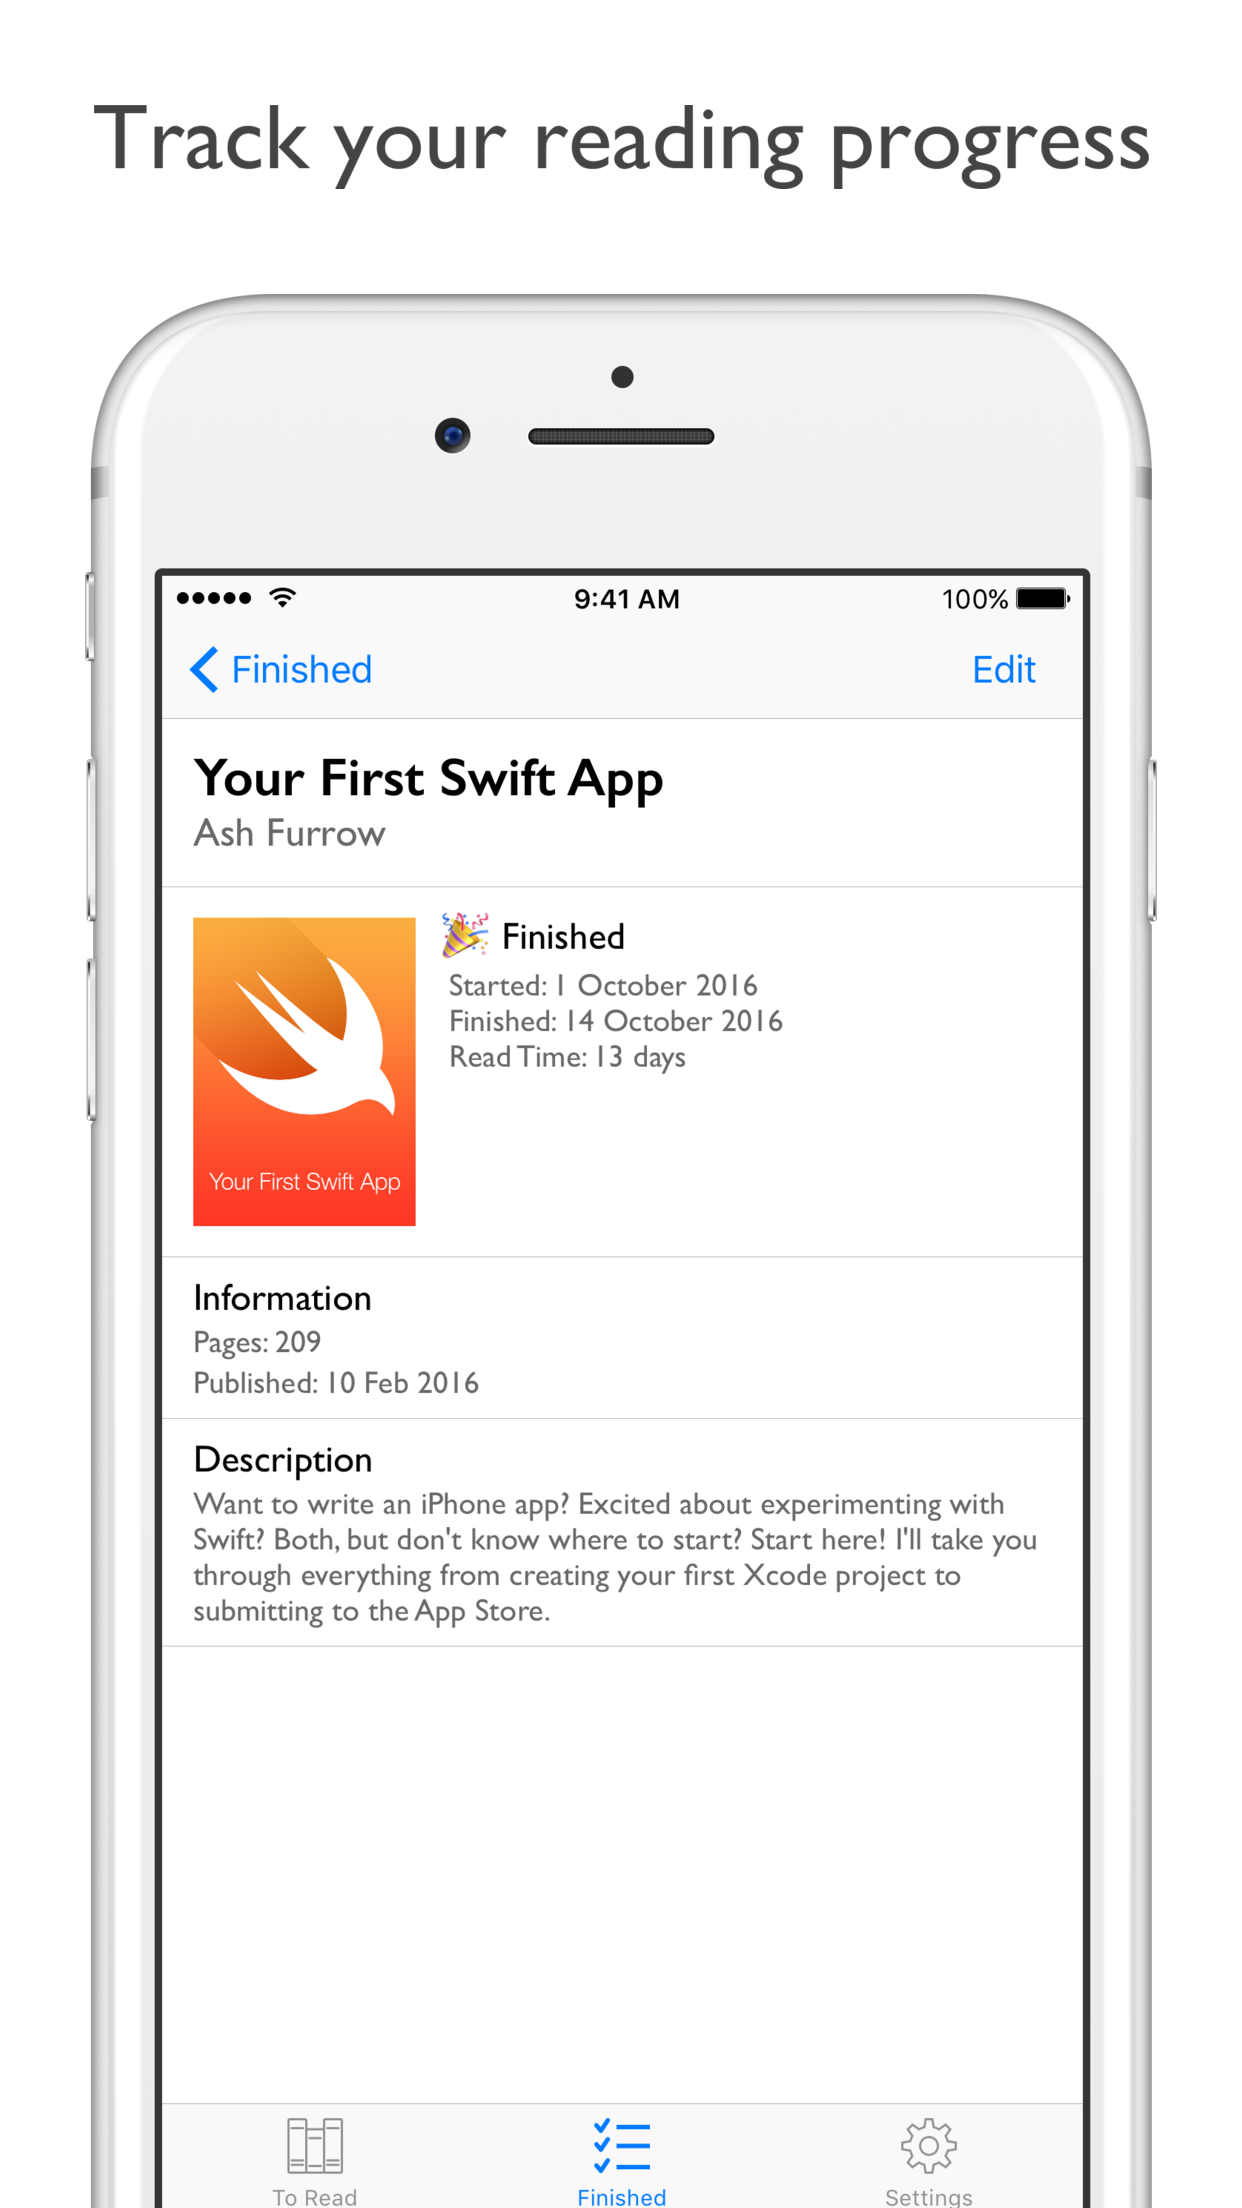 Track your reading progress
9:41 AM
100%
Finished
Edit
Your First Swift App
Ash Furrow
Finished
Started: 1 October 2016
Finished: 14 October 2016
Read Time: 13 days
Your First Swift App
Information
Pages: 209
Published: 10 Feb 2016
Description
Want to write an iPhone app? Excited about experimenting with
Swift? Both, but don't know where to start? Start here! I'll take you
through everything from creating your first Xcode project to
submitting to the App Store.
To Read
Finished
Settings